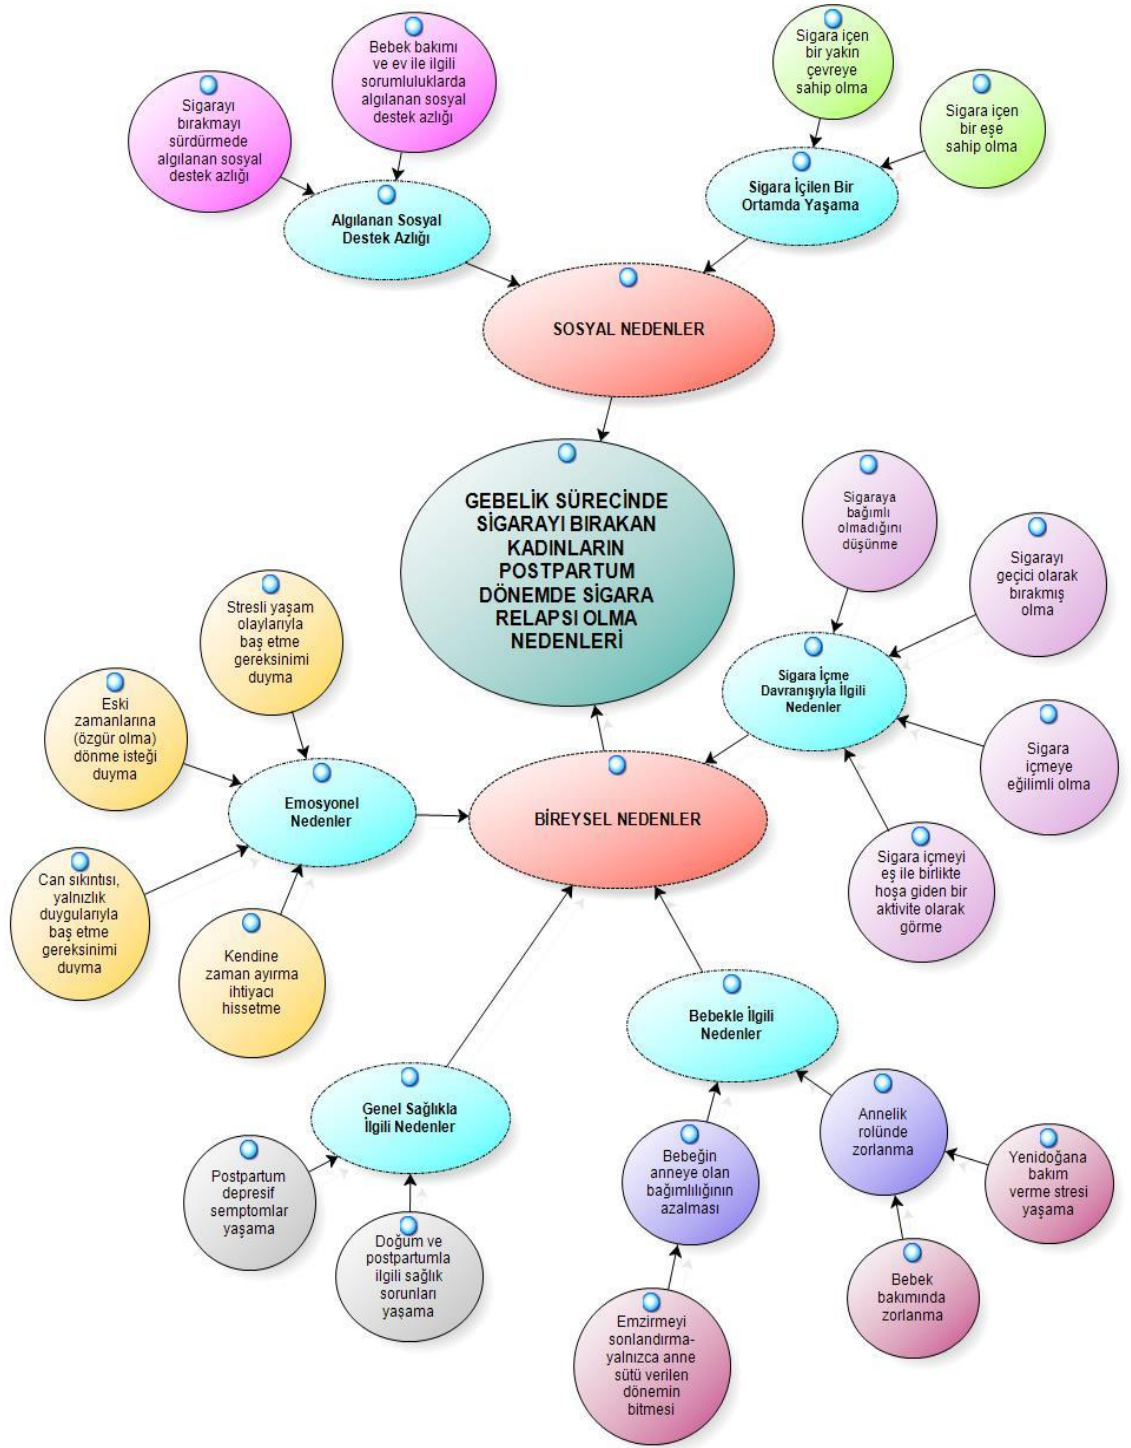 Bebek bakımı
ve ev ile ilgili
sorumluluklarda
algılanan sosyal
destek azlığı
Sigarayı
bırakmayı
sürdürmede
algılanan sosyal
destek azlığı
Sigara içen
bir yakın
çevreye
sahip olma
Sigara içen
bir eşe
sahip olma
Algılanan Sosyal
Destek Azlığı
Sigara İçilen Bir
Ortamda Yaşama
SOSYAL NEDENLER
GEBELİK SÜRECİNDE
SİGARAYI BIRAKAN
KADINLARIN
POSTPARTUM
DÖNEMDE SİGARA
RELAPSI OLMA
NEDENLERİ
Sigaraya
bağımlı
olmadığını
düşünme
Sigarayı
geçici olarak
bırakmış
olma
Sigara İçme
Davranışıyla İlgili
Nedenler
Sigara
içmeye
eğilimli olma
Sigara içmeyi
eş ile birlikte
hoşa giden bir
aktivite olarak
görme
Stresli yaşam
olaylarıyla
baş etme
gereksinimi
duyma
Eski
zamanlarına
(özgür olma)
dönme isteği
duyma
Emosyonel
Nedenler
BİREYSEL NEDENLER
Can sıkıntısı,
yalnızlık
duygularıyla
baş etme
gereksinimi
duyma
Kendine
zaman ayırma
ihtiyacı
hissetme
Bebekle İlgili
Nedenler
Genel Sağlıkla
İlgili Nedenler
Postpartum
depresif
semptomlar
yaşama
Doğum ve
postpartumla
ilgili sağlık
sorunları
yaşama
Bebeğin
anneye olan
bağımlılığının
azalması
Annelik
rolünde
zorlanma
Yenidoğana
bakım
verme stresi
yaşama
Bebek
bakımında
zorlanma
Emzirmeyi
sonlandırma-
yalnızca anne
sütü verilen
dönemin
bitmesi